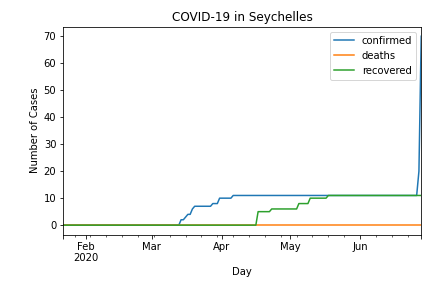 COVID-19 in Seychelles
70
60
50
40
30
20
10
0
Number of Cases
confirmed
deaths
recovered
Feb
2020
Mar
Apr
May
Jun
Day